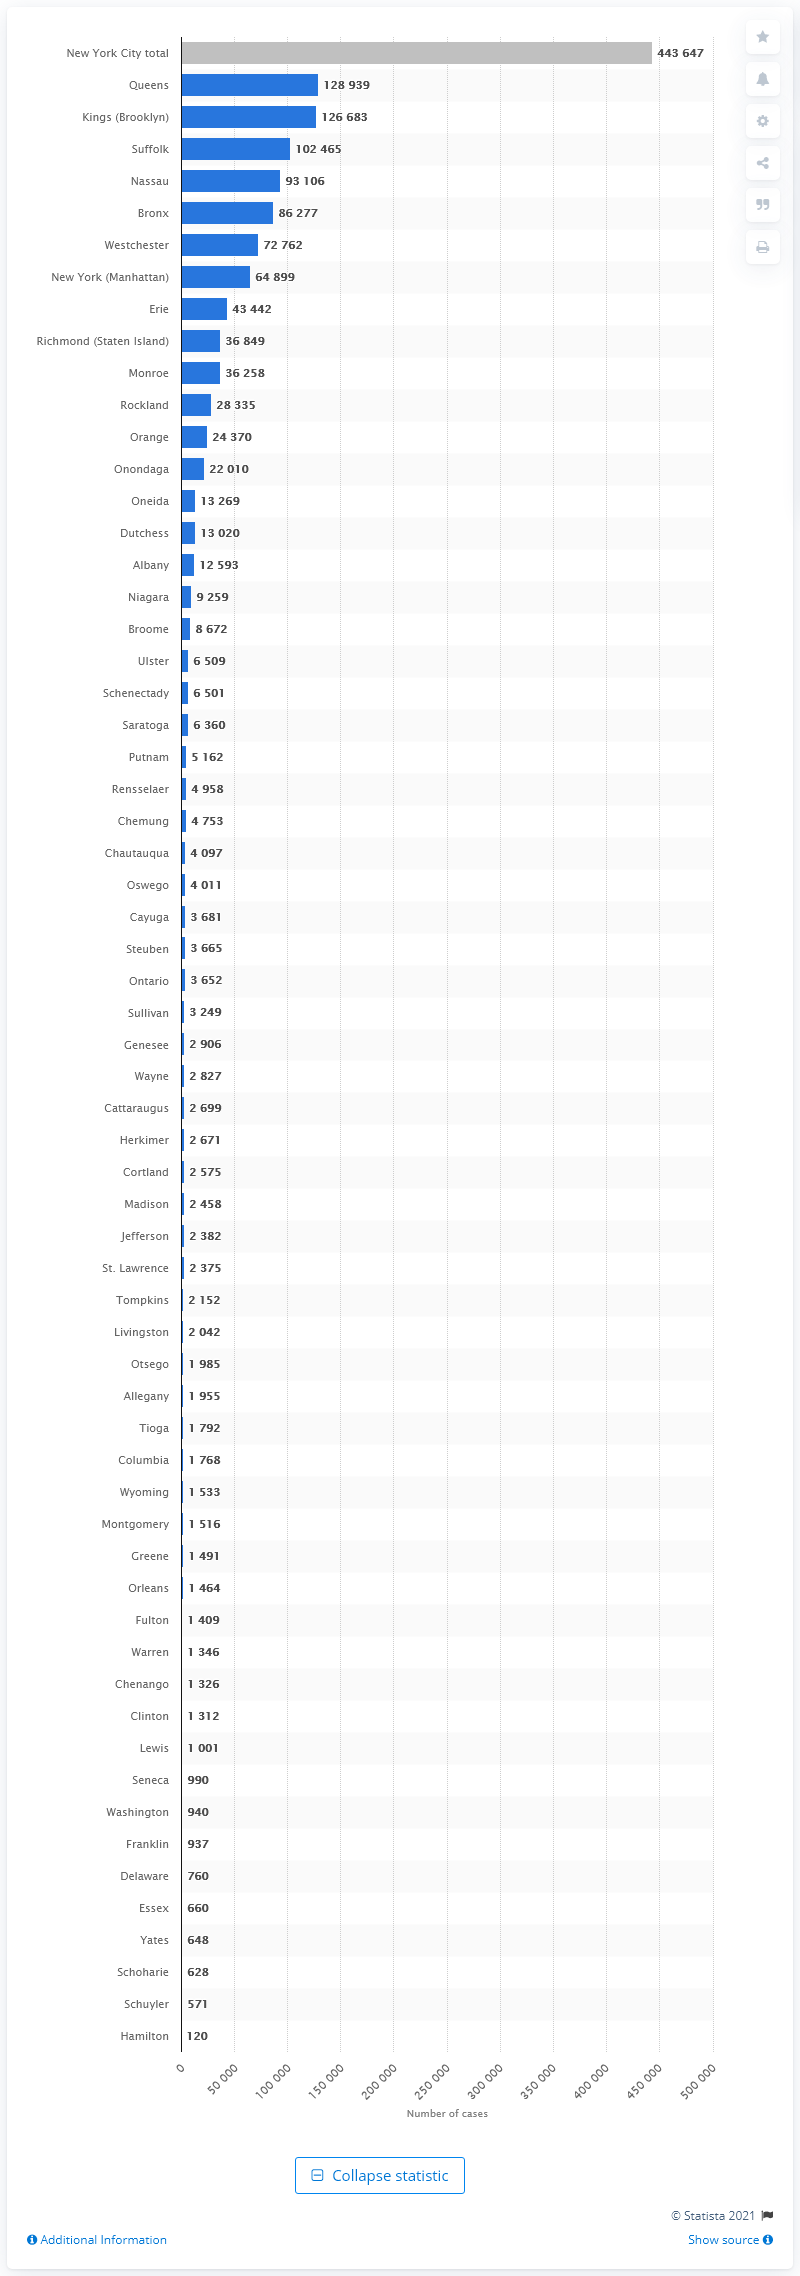 New York City total 443 647
Queens 128 939
Kings (Brooklyn) 126 683
Suffolk 102 465
Nassau 93 106
Bronx 86 277
Westchester 72 762
New York (Manhattan) 64 899
Erie 43 442
Richmond (Staten Island) 36 849
Monroe 36 258
Rockland 28 335
Orange 24 370
Onondaga 22 010
Oneida 13 269
Dutchess 13 020
Albany 12 593
Niagara 9 259
Broome 8 672
Ulster 6 509
Schenectady 6 501
Saratoga 6 360
Putnam 5 162
Rensselaer 4 958
Chemung 4 753
Chautauqua 4 097
Oswego 4 011
Cayuga 3 681
Steuben 3 665
Ontario 3 652
Sullivan 3 249
Genesee 2 906
Wayne 2 827
Cattaraugus 2 699
Herkimer 2 671
Cortland 2 575
Madison 2 458
Jefferson 2 382
St. Lawrence 2 375
Tompkins 2 152
Livingston 2 042
Otsego 1 985
Allegany 1 955
Tioga 1 792
Columbia 1 768
Wyoming 1 533
Montgomery 1 516
Greene 1 491
Orleans 1 464
Fulton 1 409
Warren 1 346
Chenango 1 326
Clinton 1 312
Lewis 1 001
Seneca 990
Washington 940
Franklin 937
Delaware 760
Essex 660
Yates 648
Schoharie 628
Schuyler 571
Hamilton 120
0 50 000 100 000 150 000 200 000 250 000 300 000 350 000 400 000 450 000 500 000
Number of cases
Collapse statistic
© Statista 2021
Additional Information Show source